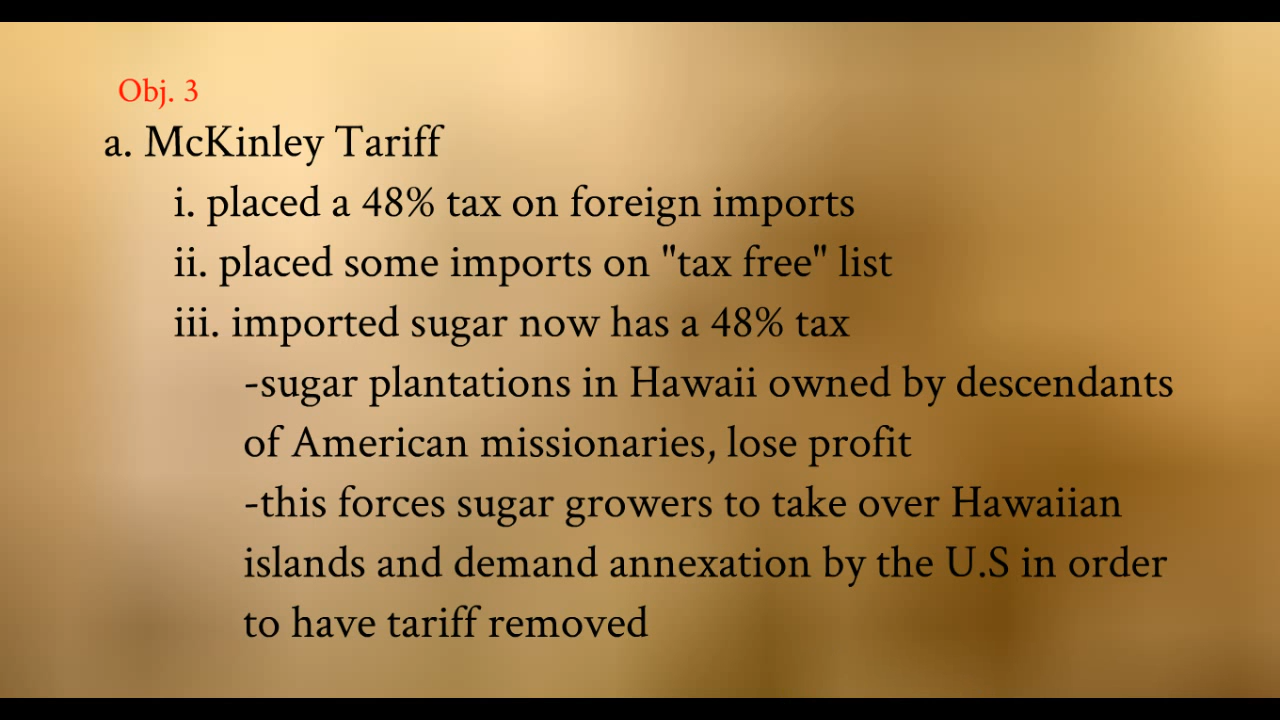 Obj. 3
a. McKinley Tariff
i. placed a 48% tax on foreign imports
ii. placed some imports on "tax free" list
iii. imported sugar now has a 48% tax
-sugar plantations in Hawaii owned by descendants
of American missionaries, lose profit
-this forces sugar growers to take over Hawaiian
islands and demand annexation by the U.S in order
to have tariff removed